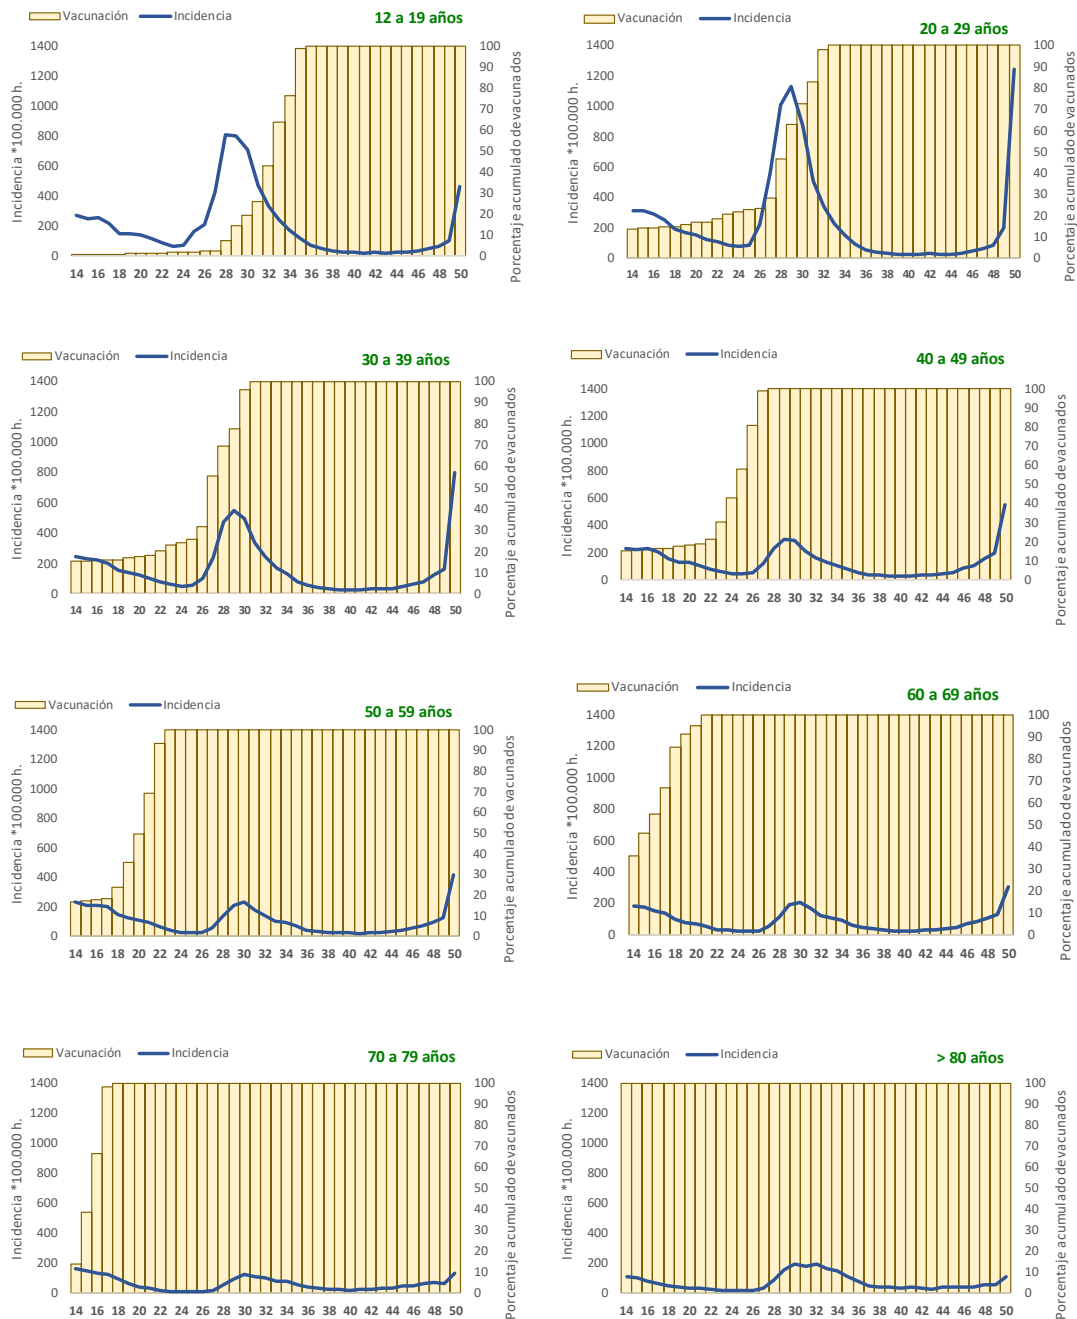 Vacunación Incidencia 12 a 19 años
1400 1200 1000 800 600 400 200 0
Incidencia *100.000 h.
100 90 80 70 60 50 40 30 20 10 0
Porcentaje acumulado de vacunados
14 16 18 20 22 24 26 28 30 32 34 36 38 40 42 44 46 48 50
Vacunación Incidencia 20 a 29 años
1400 1200 1000 800 600 400 200 0
Incidencia *100.000 h.
100 90 80 70 60 50 40 30 20 10 0
Porcentaje acumulado de vacunados
14 16 18 20 22 24 26 28 30 32 34 36 38 40 42 44 46 48 50
Vacunación Incidencia 30 a 39 años
1400 1200 1000 800 600 400 200 0
Incidencia *100.000 h.
100 90 80 70 60 50 40 30 20 10 0
Porcentaje acumulado de vacunados
14 16 18 20 22 24 26 28 30 32 34 36 38 40 42 44 46 48 50
Vacunación Incidencia 40 a 49 años
1400 1200 1000 800 600 400 200 0
Incidencia *100.000 h.
100 90 80 70 60 50 40 30 20 10 0
Porcentaje acumulado de vacunados
14 16 18 20 22 24 26 28 30 32 34 36 38 40 42 44 46 48 50
Vacunación Incidencia 50 a 59 años
1400 1200 1000 800 600 400 200 0
Incidencia *100.000 h.
100 90 80 70 60 50 40 30 20 10 0
Porcentaje acumulado de vacunados
14 16 18 20 22 24 26 28 30 32 34 36 38 40 42 44 46 48 50
Vacunación Incidencia 60 a 69 años
1400 1200 1000 800 600 400 200 0
Incidencia *100.000 h.
100 90 80 70 60 50 40 30 20 10 0
Porcentaje acumulado de vacunados
14 16 18 20 22 24 26 28 30 32 34 36 38 40 42 44 46 48 50
Vacunación Incidencia 70 a 79 años
1400 1200 1000 800 600 400 200 0
Incidencia *100.000 h.
100 90 80 70 60 50 40 30 20 10 0
Porcentaje acumulado de vacunados
14 16 18 20 22 24 26 28 30 32 34 36 38 40 42 44 46 48 50
Vacunación Incidencia > 80 años
1400 1200 1000 800 600 400 200 0
Incidencia *100.000 h.
100 90 80 70 60 50 40 30 20 10 0
Porcentaje acumulado de vacunados
14 16 18 20 22 24 26 28 30 32 34 36 38 40 42 44 46 48 50